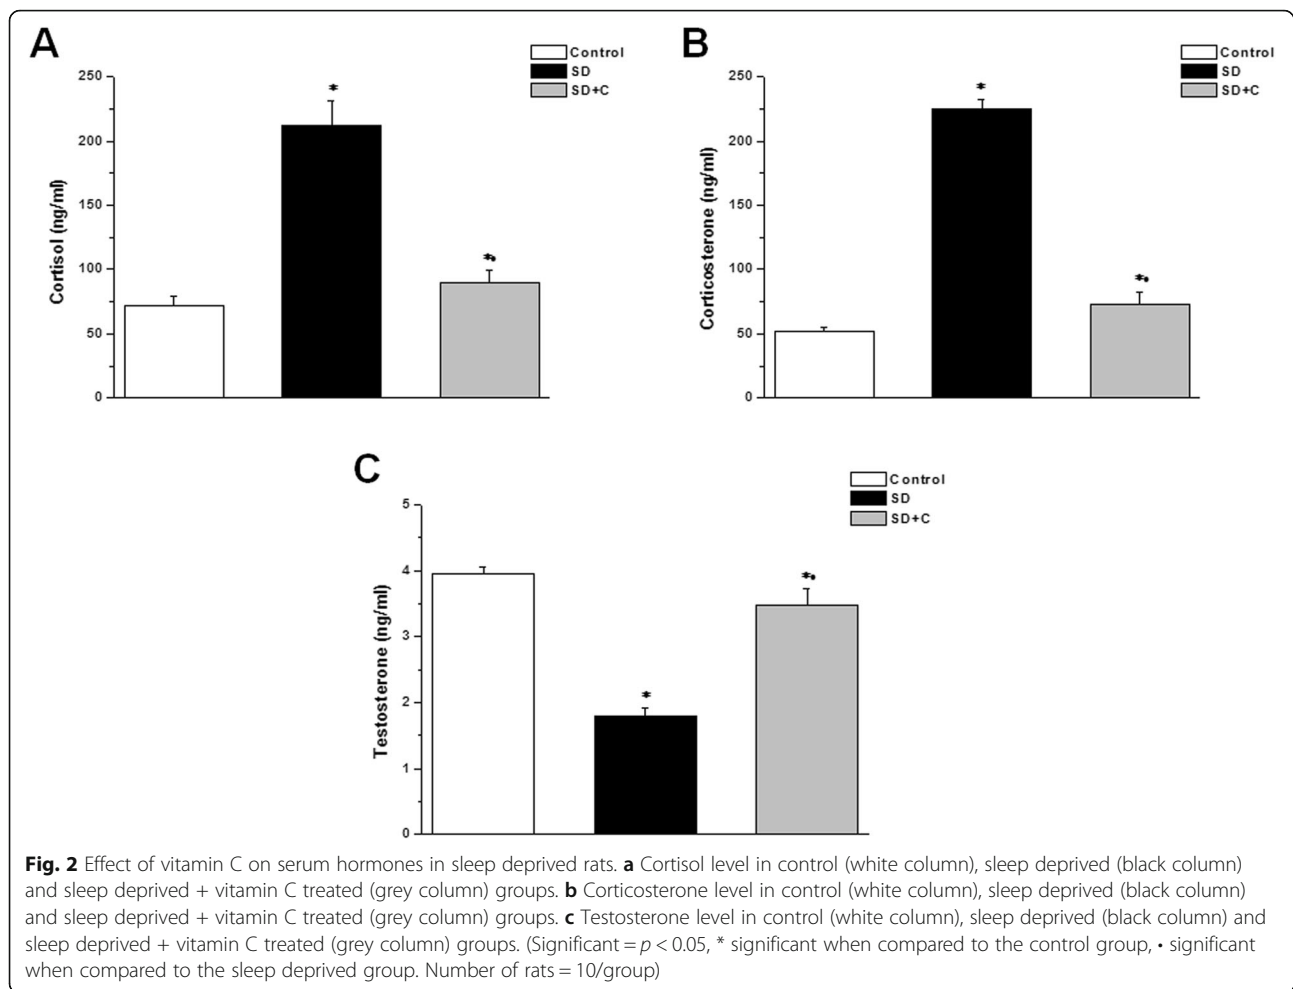 A
Control
SD
SD+C
250
200
150
100
50
0
Cortisol (ng/ml)
*
*•
B
Control
SD
SD+C
250
200
150
100
50
0
Corticosterone (ng/ml)
*
*•
C
Control
SD
SD+C
5
4
3
2
1
0
Testosterone (ng/ml)
*
*•
Fig. 2 Effect of vitamin C on serum hormones in sleep deprived rats. a Cortisol level in control (white column), sleep deprived (black column)
and sleep deprived + vitamin C treated (grey column) groups. b Corticosterone level in control (white column), sleep deprived (black column)
and sleep deprived + vitamin C treated (grey column) groups. c Testosterone level in control (white column), sleep deprived (black column) and
sleep deprived + vitamin C treated (grey column) groups. (Significant = p < 0.05, * significant when compared to the control group, • significant
when compared to the sleep deprived group. Number of rats = 10/group)